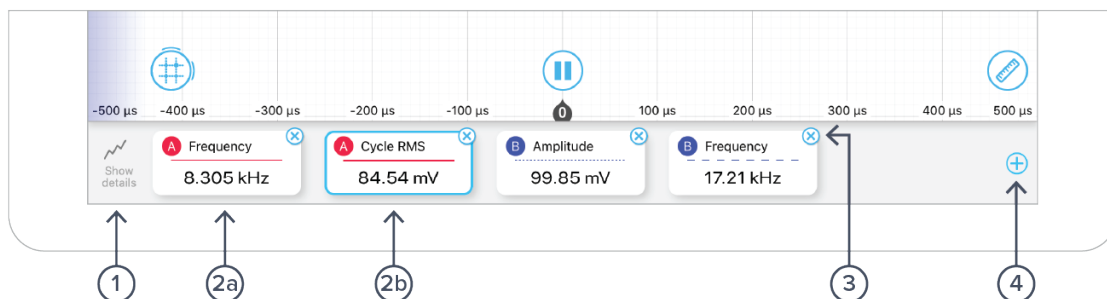 -500 µs -400 µs -300 µs -200 µs -100 µs 0 100 µs 200 µs 300 µs 400 µs 500 µs
A Frequency
8.305 kHz
A Cycle RMS
84.54 mV
B Amplitude
99.85 mV
B Frequency
17.21 kHz
Show
details
1 2a 2b 3 4